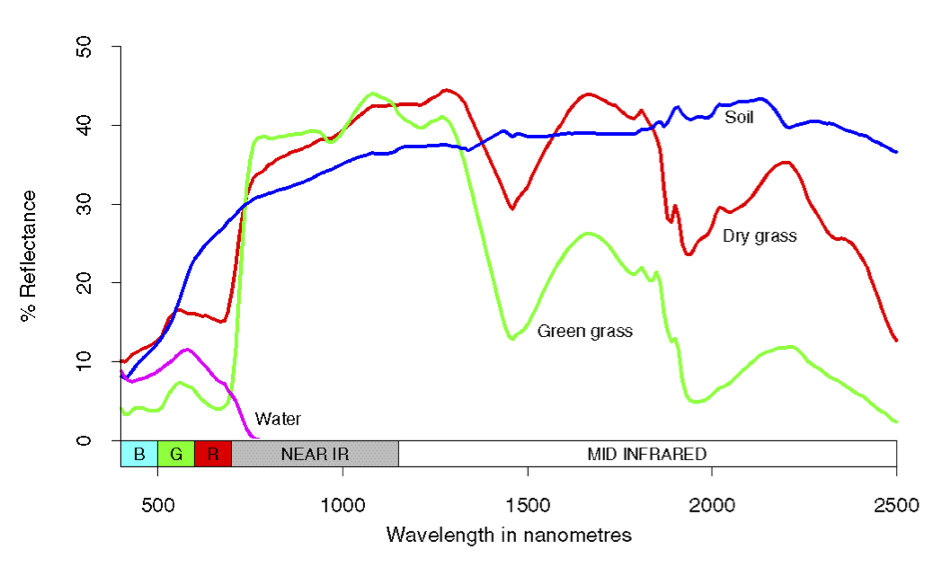 50
40
30
20
10
0
% Reflectance
Soil
Dry grass
Green grass
Water
B G R NEAR IR MID INFRARED
500 1000 1500 2000 2500
Wavelength in nanometres